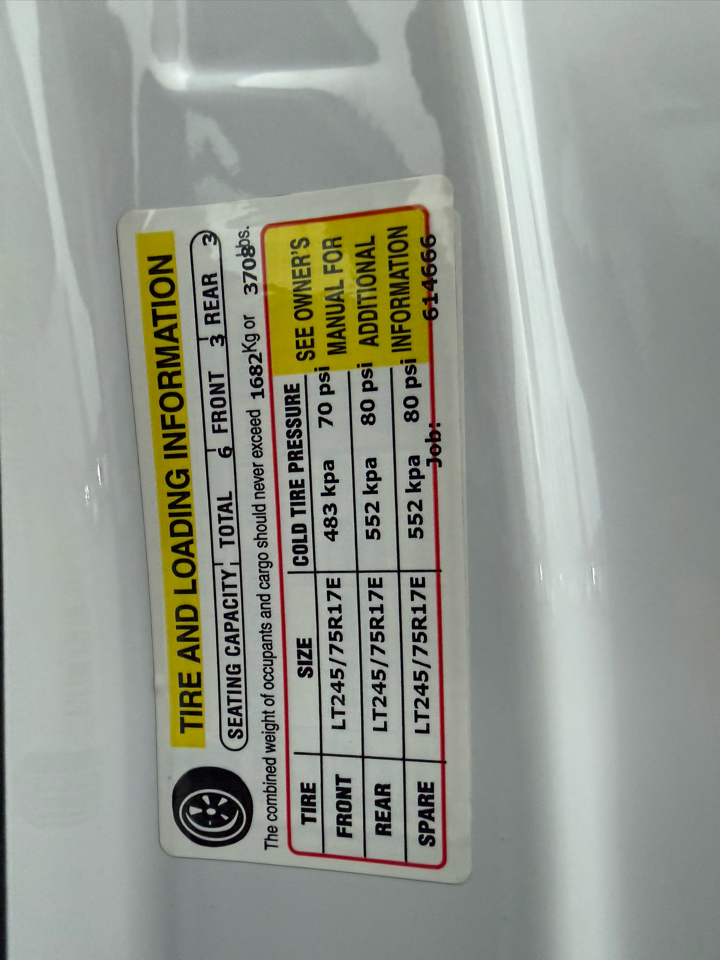 TIRE AND LOADING INFORMATION
SEATING CAPACITY TOTAL 6 FRONT 3 REAR 3
The combined weight of occupants and cargo should never exceed 1682Kg or 3708lbs.
TIRE SIZE COLD TIRE PRESSURE SEE OWNER'S
FRONT LT245/75R17E 483 kpa 70 psi MANUAL FOR
REAR LT245/75R17E 552 kpa 80 psi ADDITIONAL
SPARE LT245/75R17E 552 kpa 80 psi INFORMATION
Job: 614666